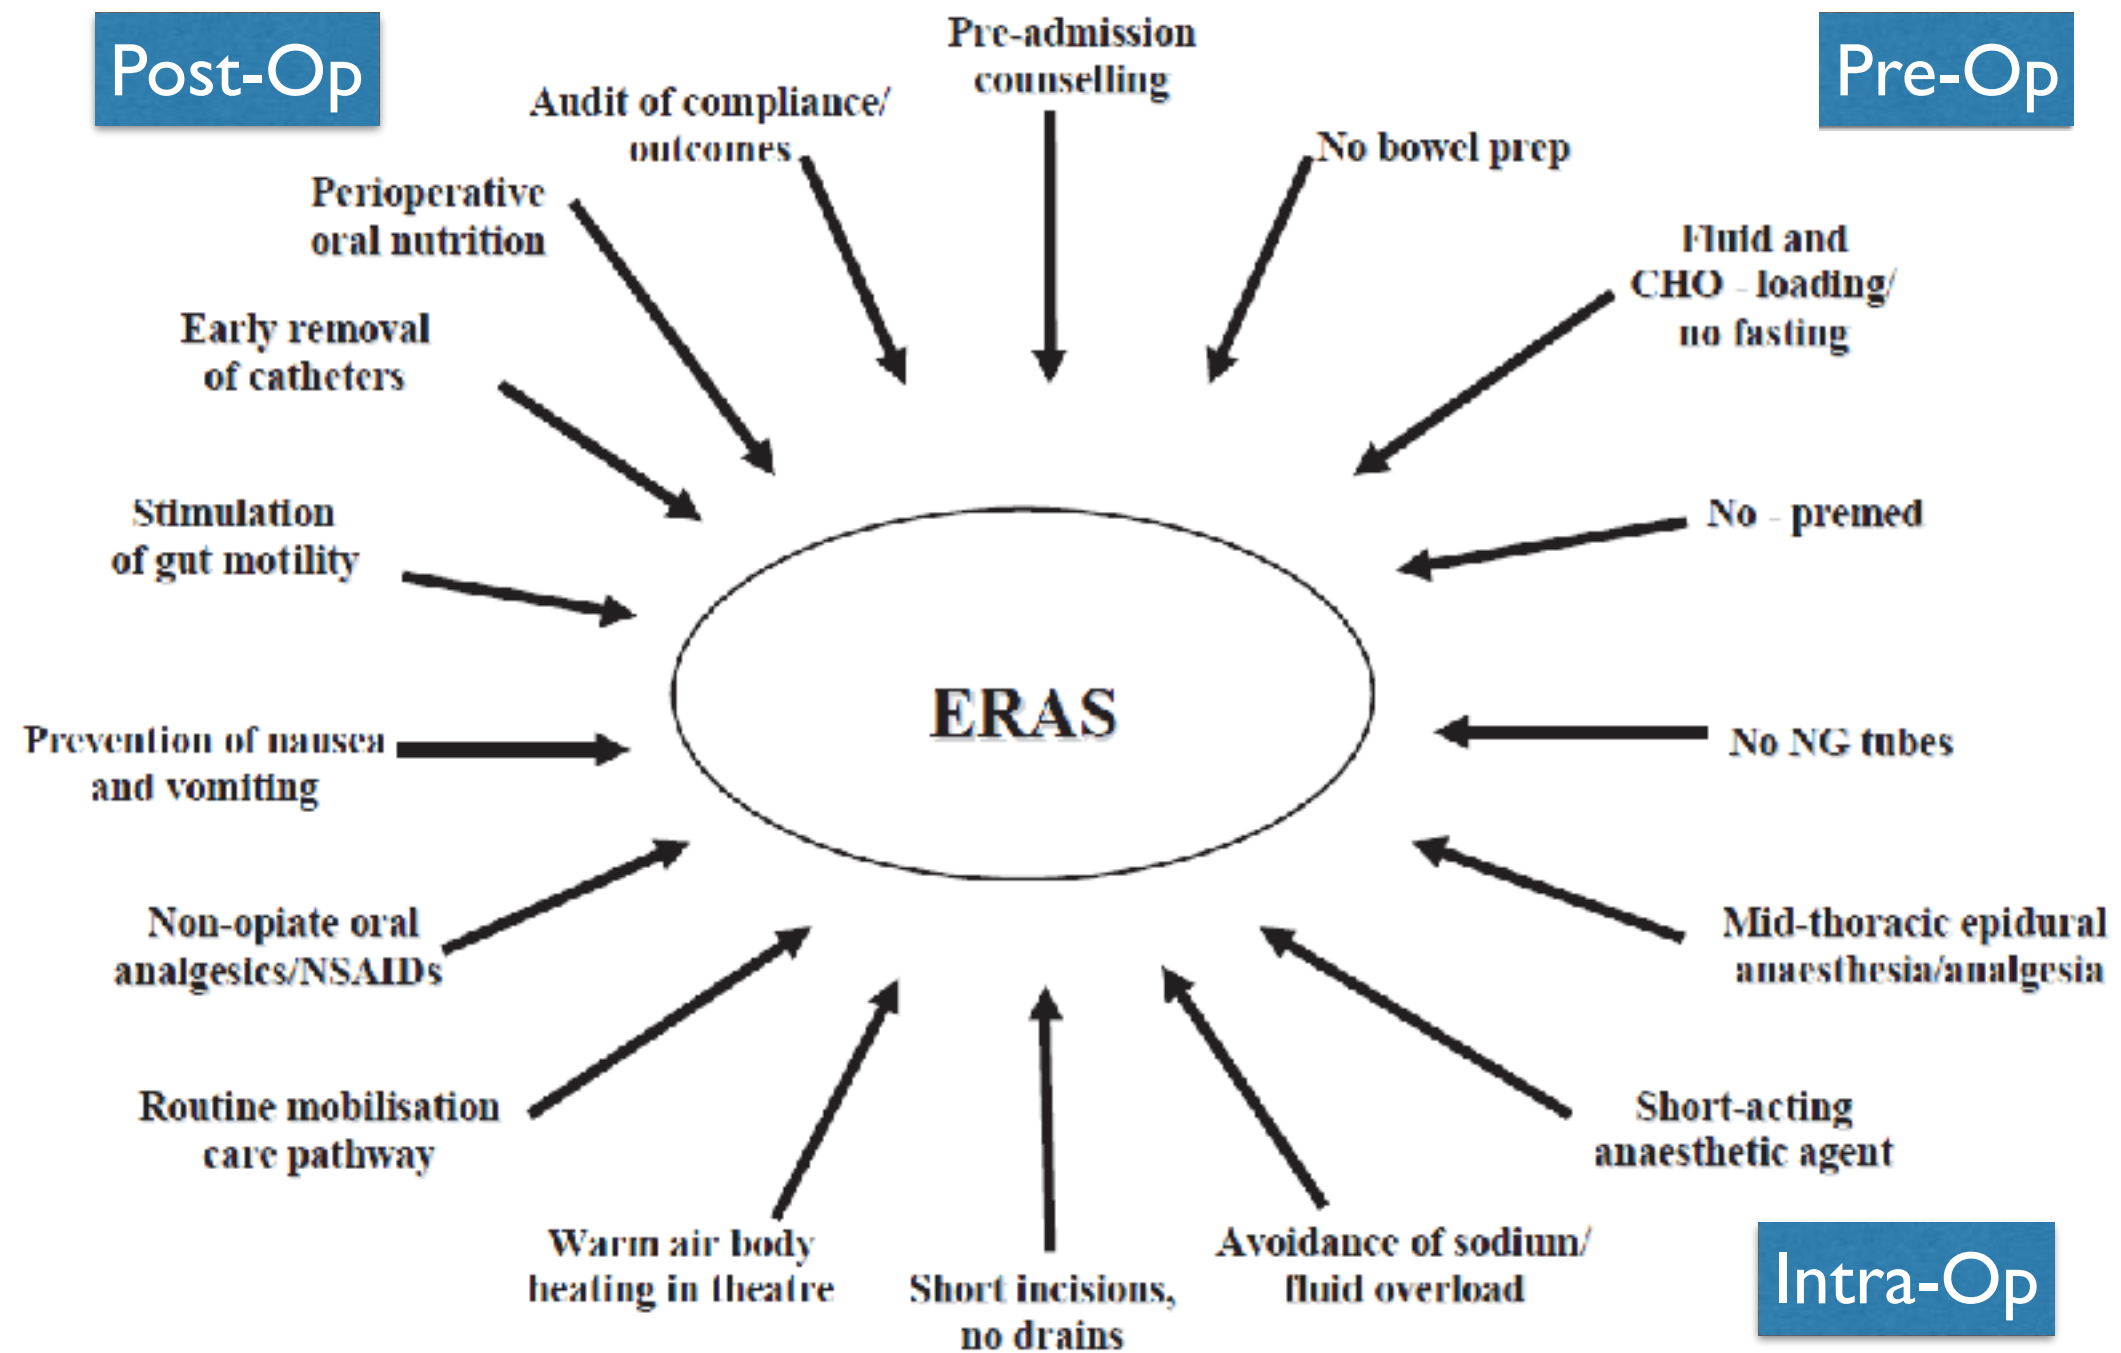 Post-Op
Pre-Op
Pre-admission
counselling
Audit of compliance/
outcomes
No bowel prep
Perioperative
oral nutrition
Fluid and
CHO - loading/
no fasting
Early removal
of catheters
Stimulation
of gut motility
No - premed
ERAS
Prevention of nausea
and vomiting
No NG tubes
Non-opiate oral
analgesics/NSAIDs
Mid-thoracic epidural
anaesthesia/analgesia
Routine mobilisation
care pathway
Short-acting
anaesthetic agent
Warm air body
heating in theatre
Short incisions,
no drains
Avoidance of sodium/
fluid overload
Intra-Op